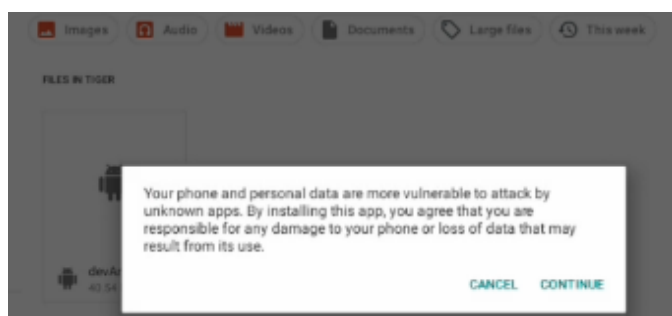 Images Audio Videos Documents Large files This week
FILES IN TIGER
Your phone and personal data are more vulnerable to attack by
unknown apps. By installing this app, you agree that you are
responsible for any damage to your phone or loss of data that may
result from its use.
CANCEL CONTINUE